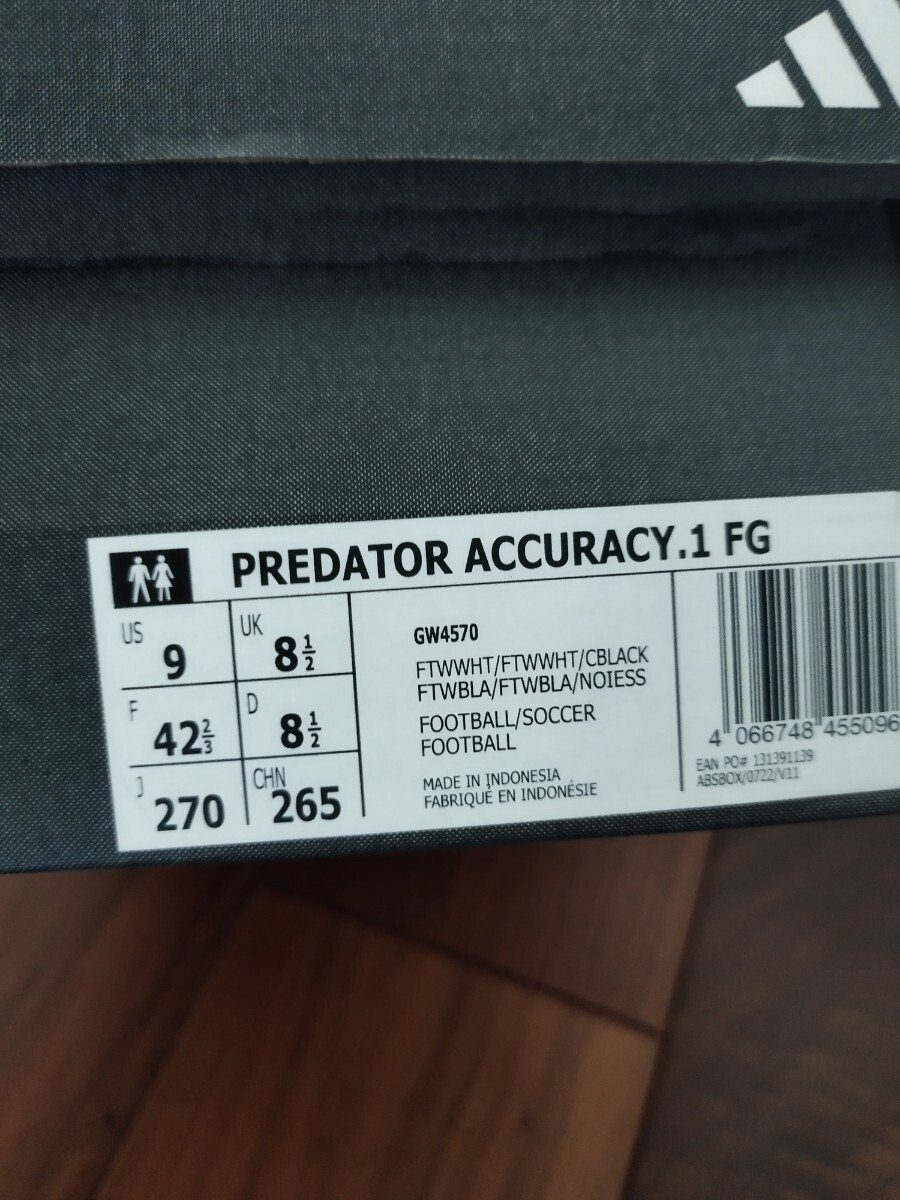 PREDATOR ACCURACY.1 FG
US 9
UK 8½
F 42⅔
D 8½
J 270
CHN 265
GW4570
FTWWHT/FTWWHT/CBLACK
FTWBLA/FTWBLA/NOIESS
FOOTBALL/SOCCER
FOOTBALL
MADE IN INDONESIA
FABRIQUÉ EN INDONÉSIE
4 066748 455096
EAN PO# 131391139
ABSBOX/0722/V11